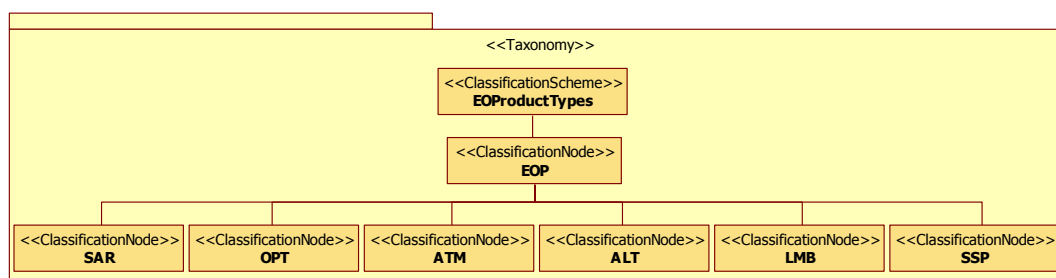 <<Taxonomy>>
<<ClassificationScheme>>
EOProductTypes
<<ClassificationNode>>
EOP
<<ClassificationNode>> <<ClassificationNode>> <<ClassificationNode>> <<ClassificationNode>> <<ClassificationNode>> <<ClassificationNode>>
SAR OPT ATM ALT LMB SSP